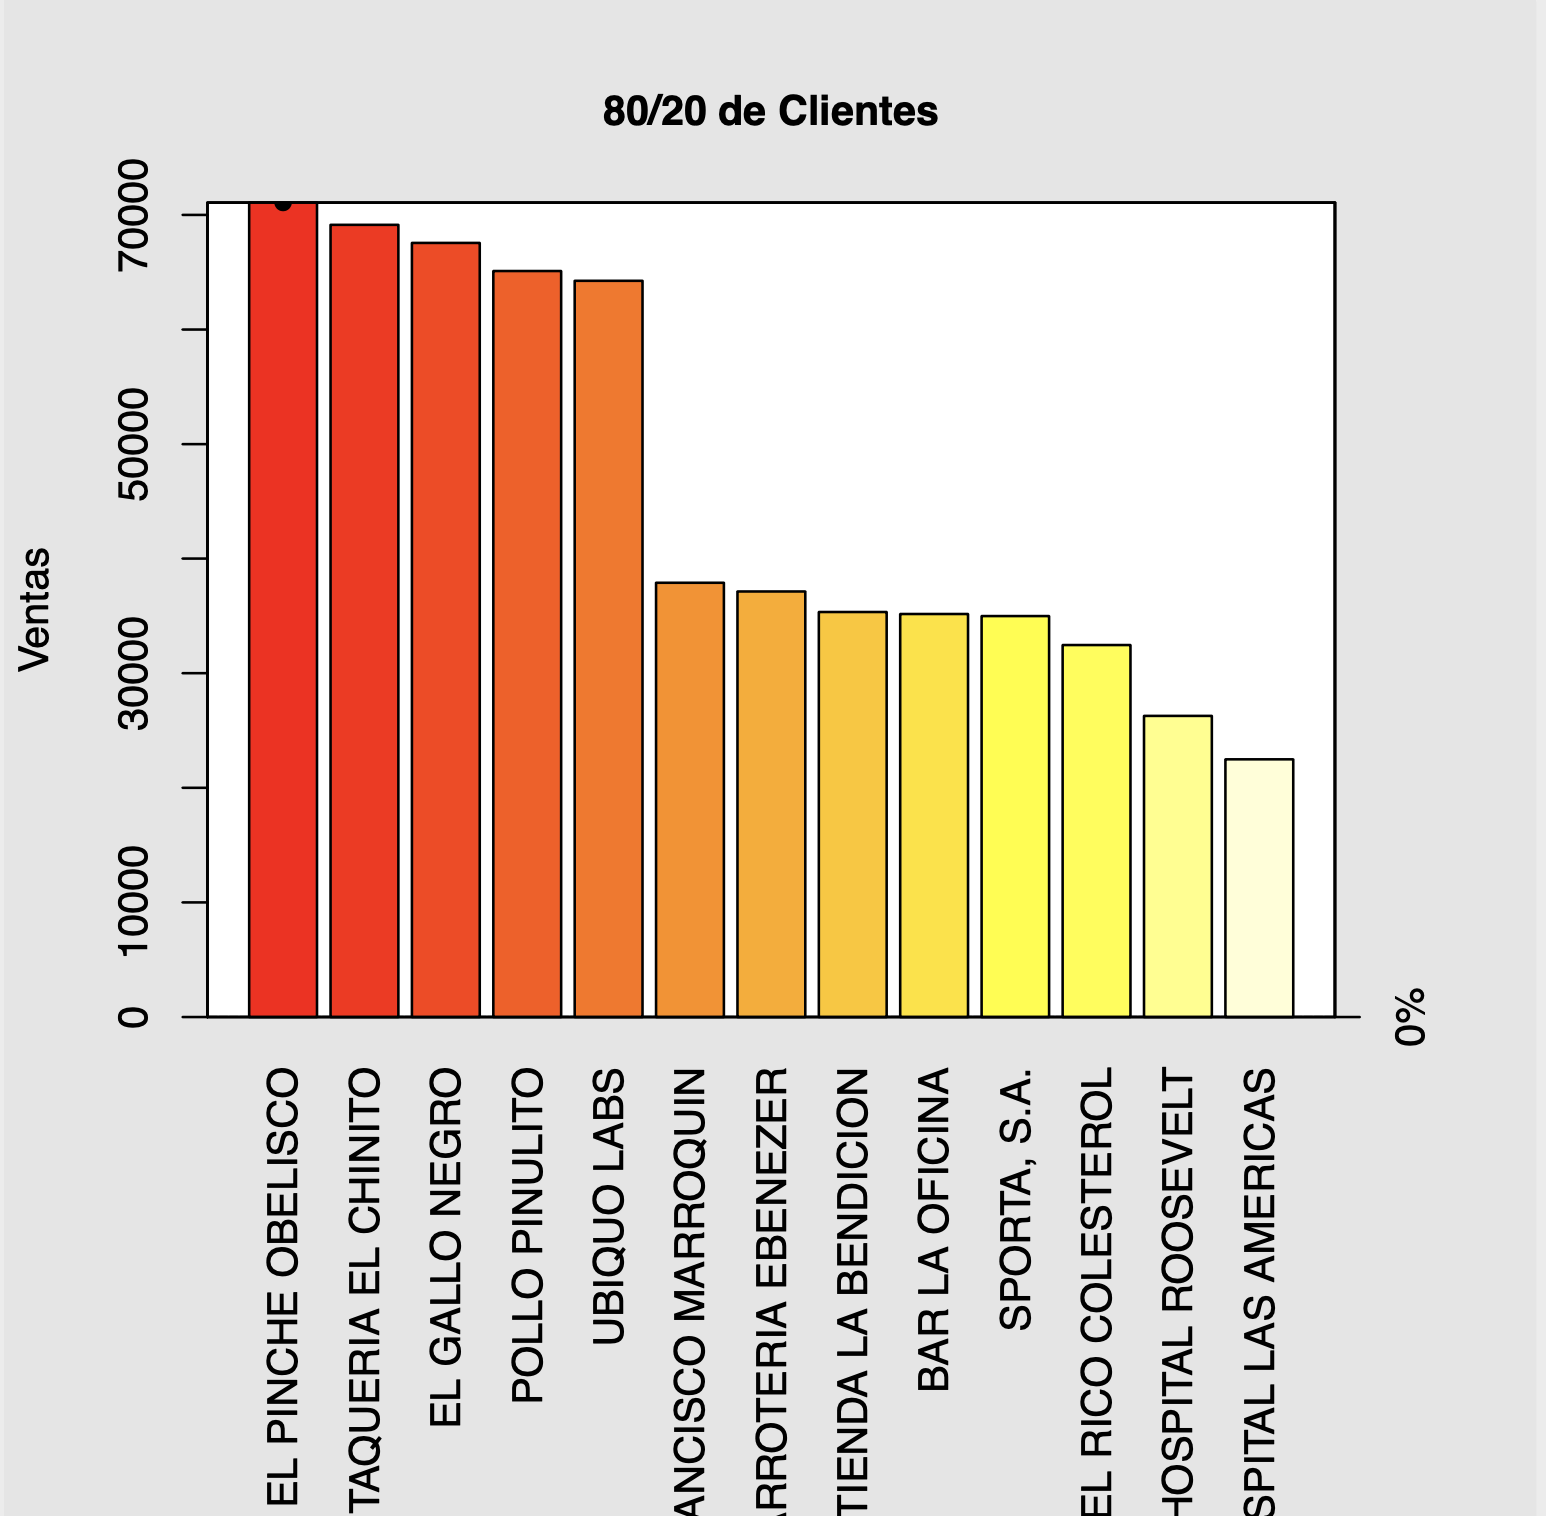 80/20 de Clientes
Ventas
70000
50000
30000
10000
0
0%
EL PINCHE OBELISCO
TAQUERIA EL CHINITO
EL GALLO NEGRO
POLLO PINULITO
UBIQUO LABS
ANCISCO MARROQUIN
ARROTERIA EBENEZER
TIENDA LA BENDICION
BAR LA OFICINA
SPORTA, S.A.
EL RICO COLESTEROL
HOSPITAL ROOSEVELT
SPITAL LAS AMERICAS